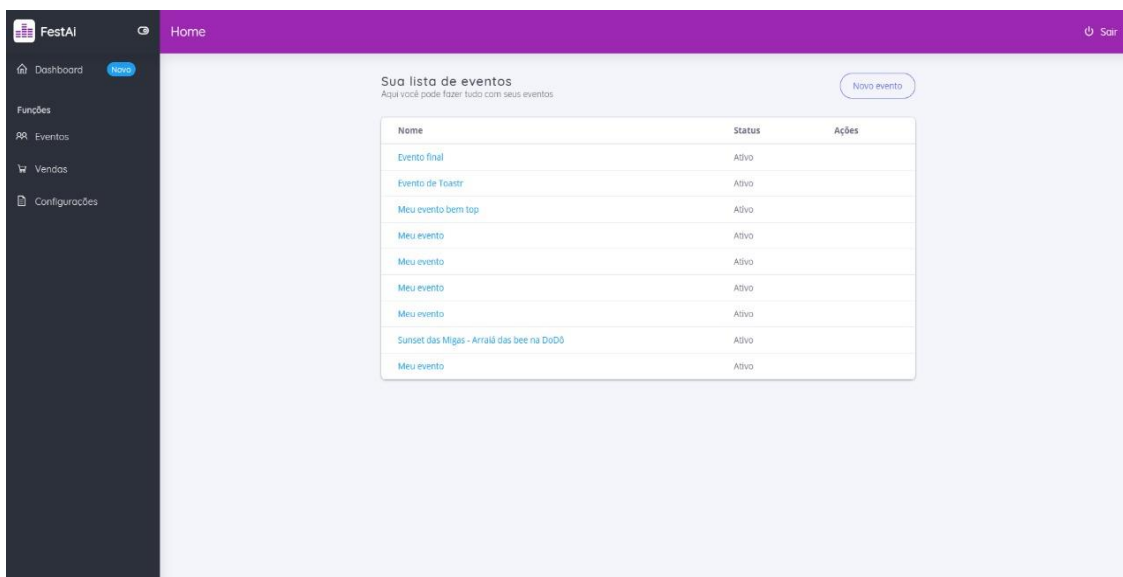 FestAi
Home
Sair
Dashboard Novo
Funções
Eventos
Vendas
Configurações
Sua lista de eventos
Aqui você pode fazer tudo com seus eventos
Novo evento
Nome Status Ações
Evento final Ativo
Evento de Toastr Ativo
Meu evento bem top Ativo
Meu evento Ativo
Meu evento Ativo
Meu evento Ativo
Meu evento Ativo
Sunset das Migas - Arraiá das bee na DoDô Ativo
Meu evento Ativo